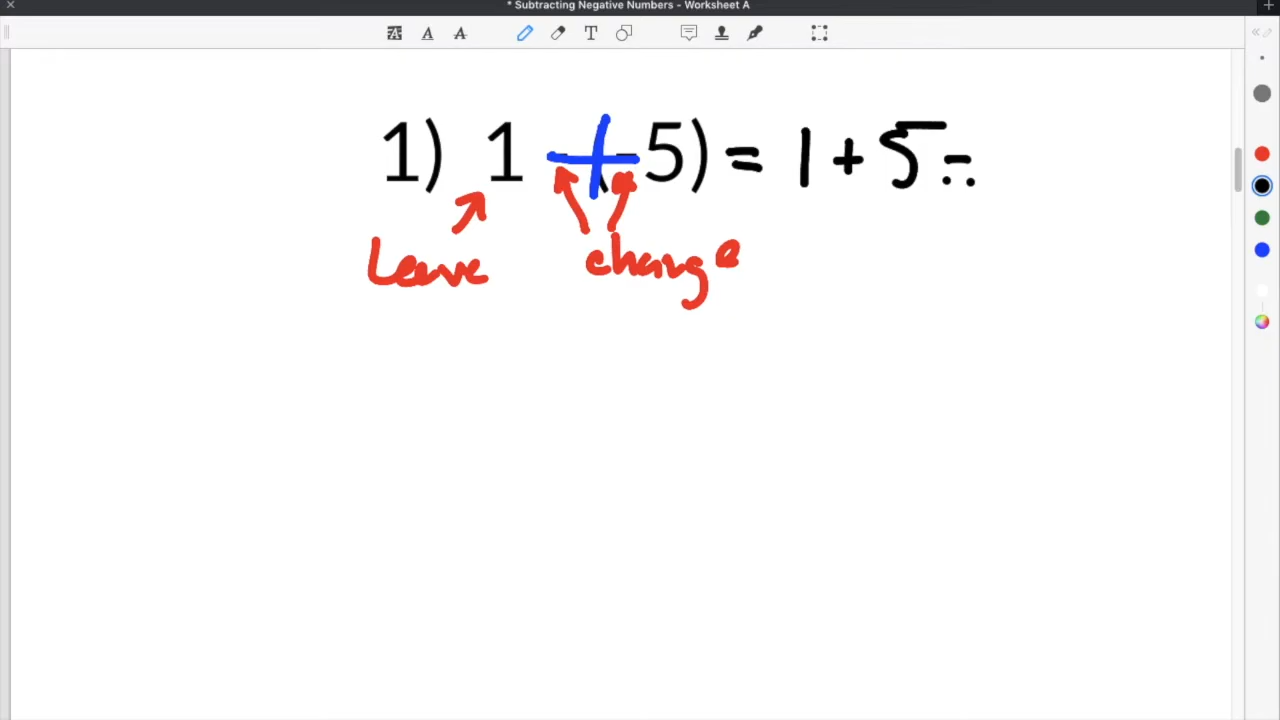 * Subtracting Negative Numbers - Worksheet A
1) 1 - (-5) = 1 + 5 =
Leave change